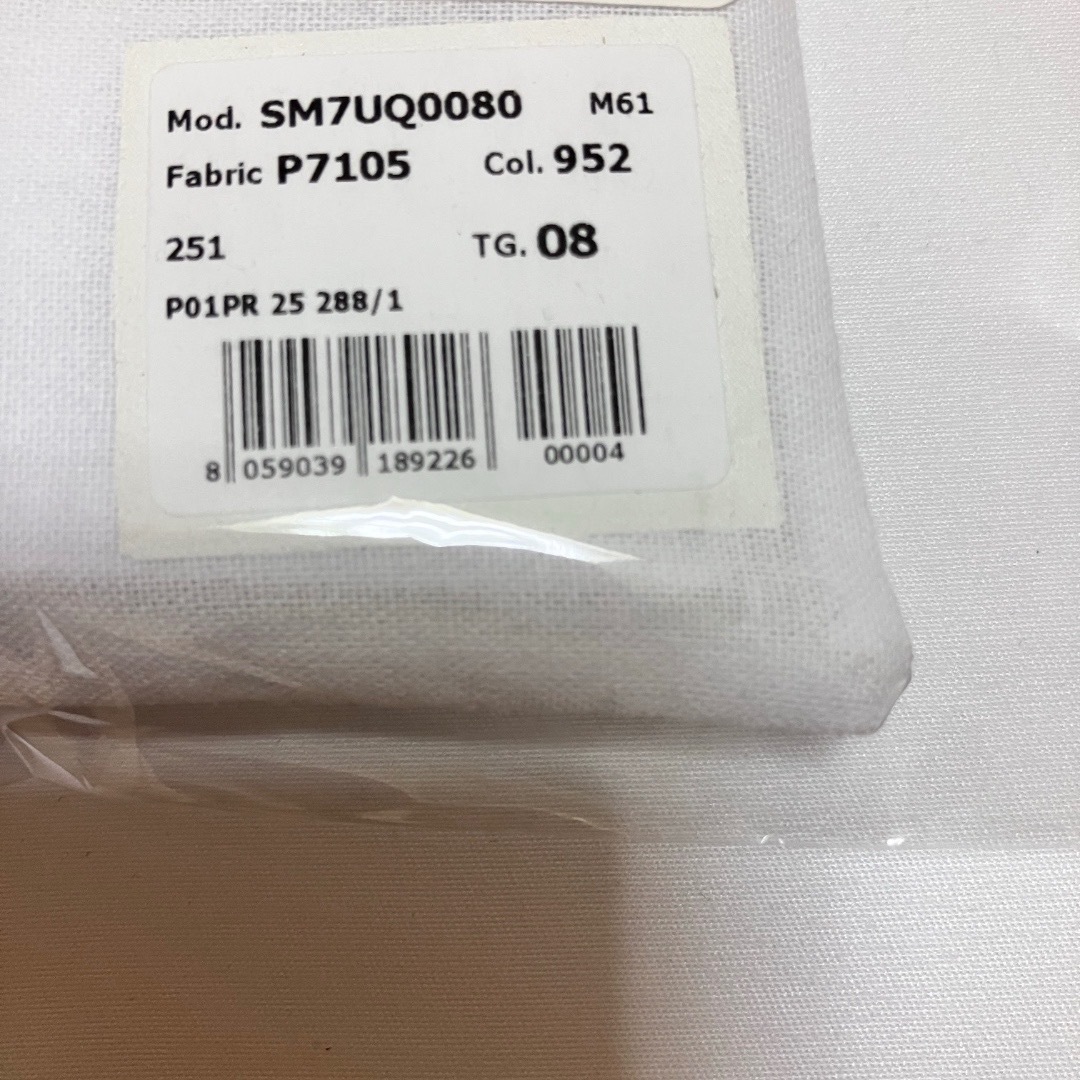 Mod. SM7UQ0080 M61
Fabric P7105 Col. 952
251 TG. 08
P01PR 25 288/1
8 059039 189226 00004